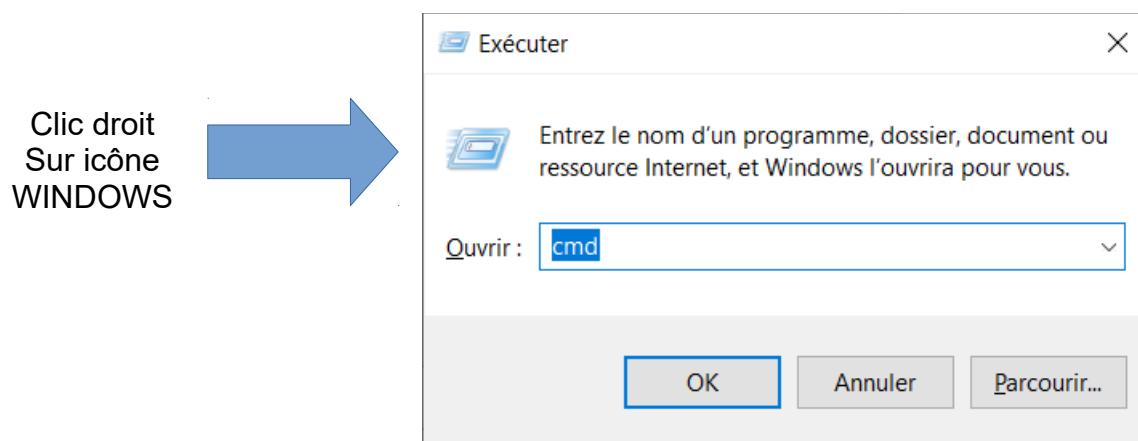 Exécuter
Clic droit
Sur icône
WINDOWS
Entrez le nom d'un programme, dossier, document ou
ressource Internet, et Windows l'ouvrira pour vous.
Ouvrir :
cmd
OK
Annuler
Parcourir...